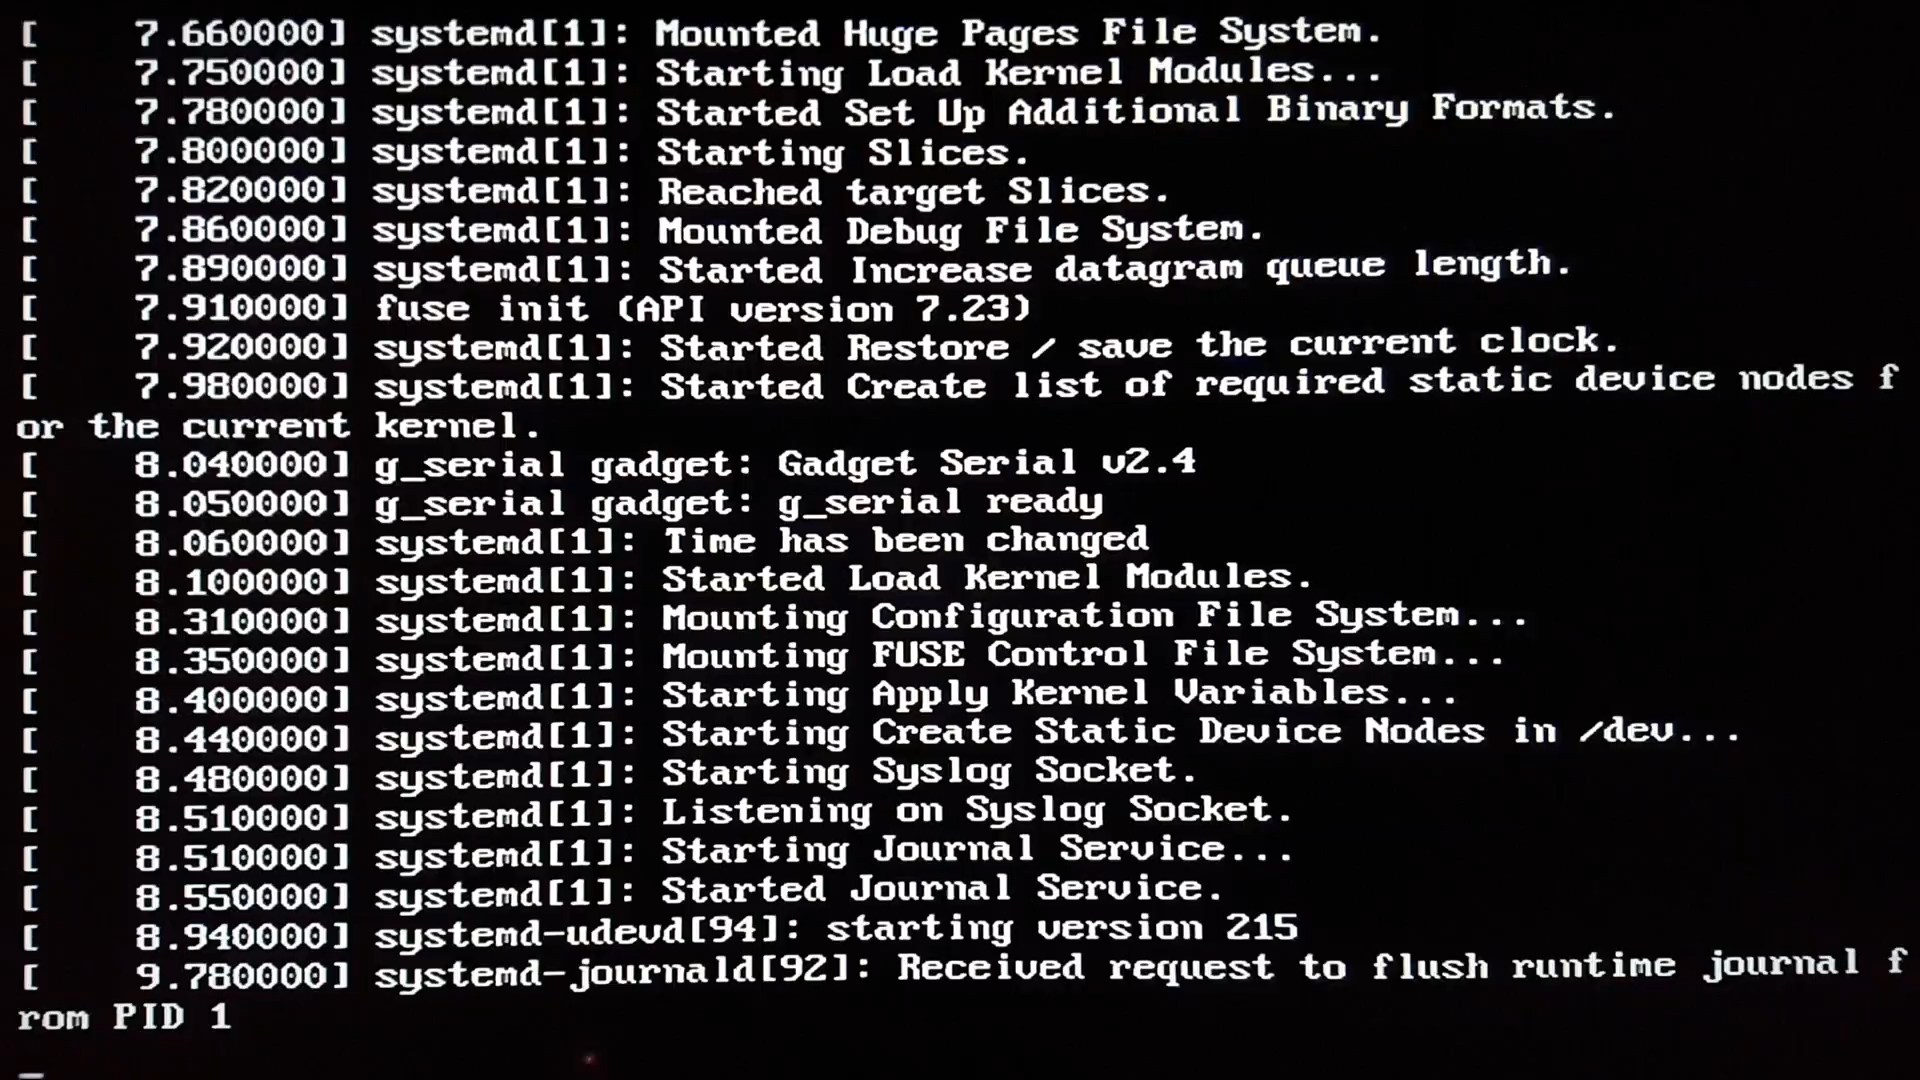 [    7.660000] systemd[1]: Mounted Huge Pages File System.
[    7.750000] systemd[1]: Starting Load Kernel Modules...
[    7.780000] systemd[1]: Started Set Up Additional Binary Formats.
[    7.800000] systemd[1]: Starting Slices.
[    7.820000] systemd[1]: Reached target Slices.
[    7.860000] systemd[1]: Mounted Debug File System.
[    7.890000] systemd[1]: Started Increase datagram queue length.
[    7.910000] fuse init (API version 7.23)
[    7.920000] systemd[1]: Started Restore / save the current clock.
[    7.980000] systemd[1]: Started Create list of required static device nodes f
or the current kernel.
[    8.040000] g_serial gadget: Gadget Serial v2.4
[    8.050000] g_serial gadget: g_serial ready
[    8.060000] systemd[1]: Time has been changed
[    8.100000] systemd[1]: Started Load Kernel Modules.
[    8.310000] systemd[1]: Mounting Configuration File System...
[    8.350000] systemd[1]: Mounting FUSE Control File System...
[    8.400000] systemd[1]: Starting Apply Kernel Variables...
[    8.440000] systemd[1]: Starting Create Static Device Nodes in /dev...
[    8.480000] systemd[1]: Starting Syslog Socket.
[    8.510000] systemd[1]: Listening on Syslog Socket.
[    8.510000] systemd[1]: Starting Journal Service...
[    8.550000] systemd[1]: Started Journal Service.
[    8.940000] systemd-udevd[94]: starting version 215
[    9.780000] systemd-journald[92]: Received request to flush runtime journal f
rom PID 1
_